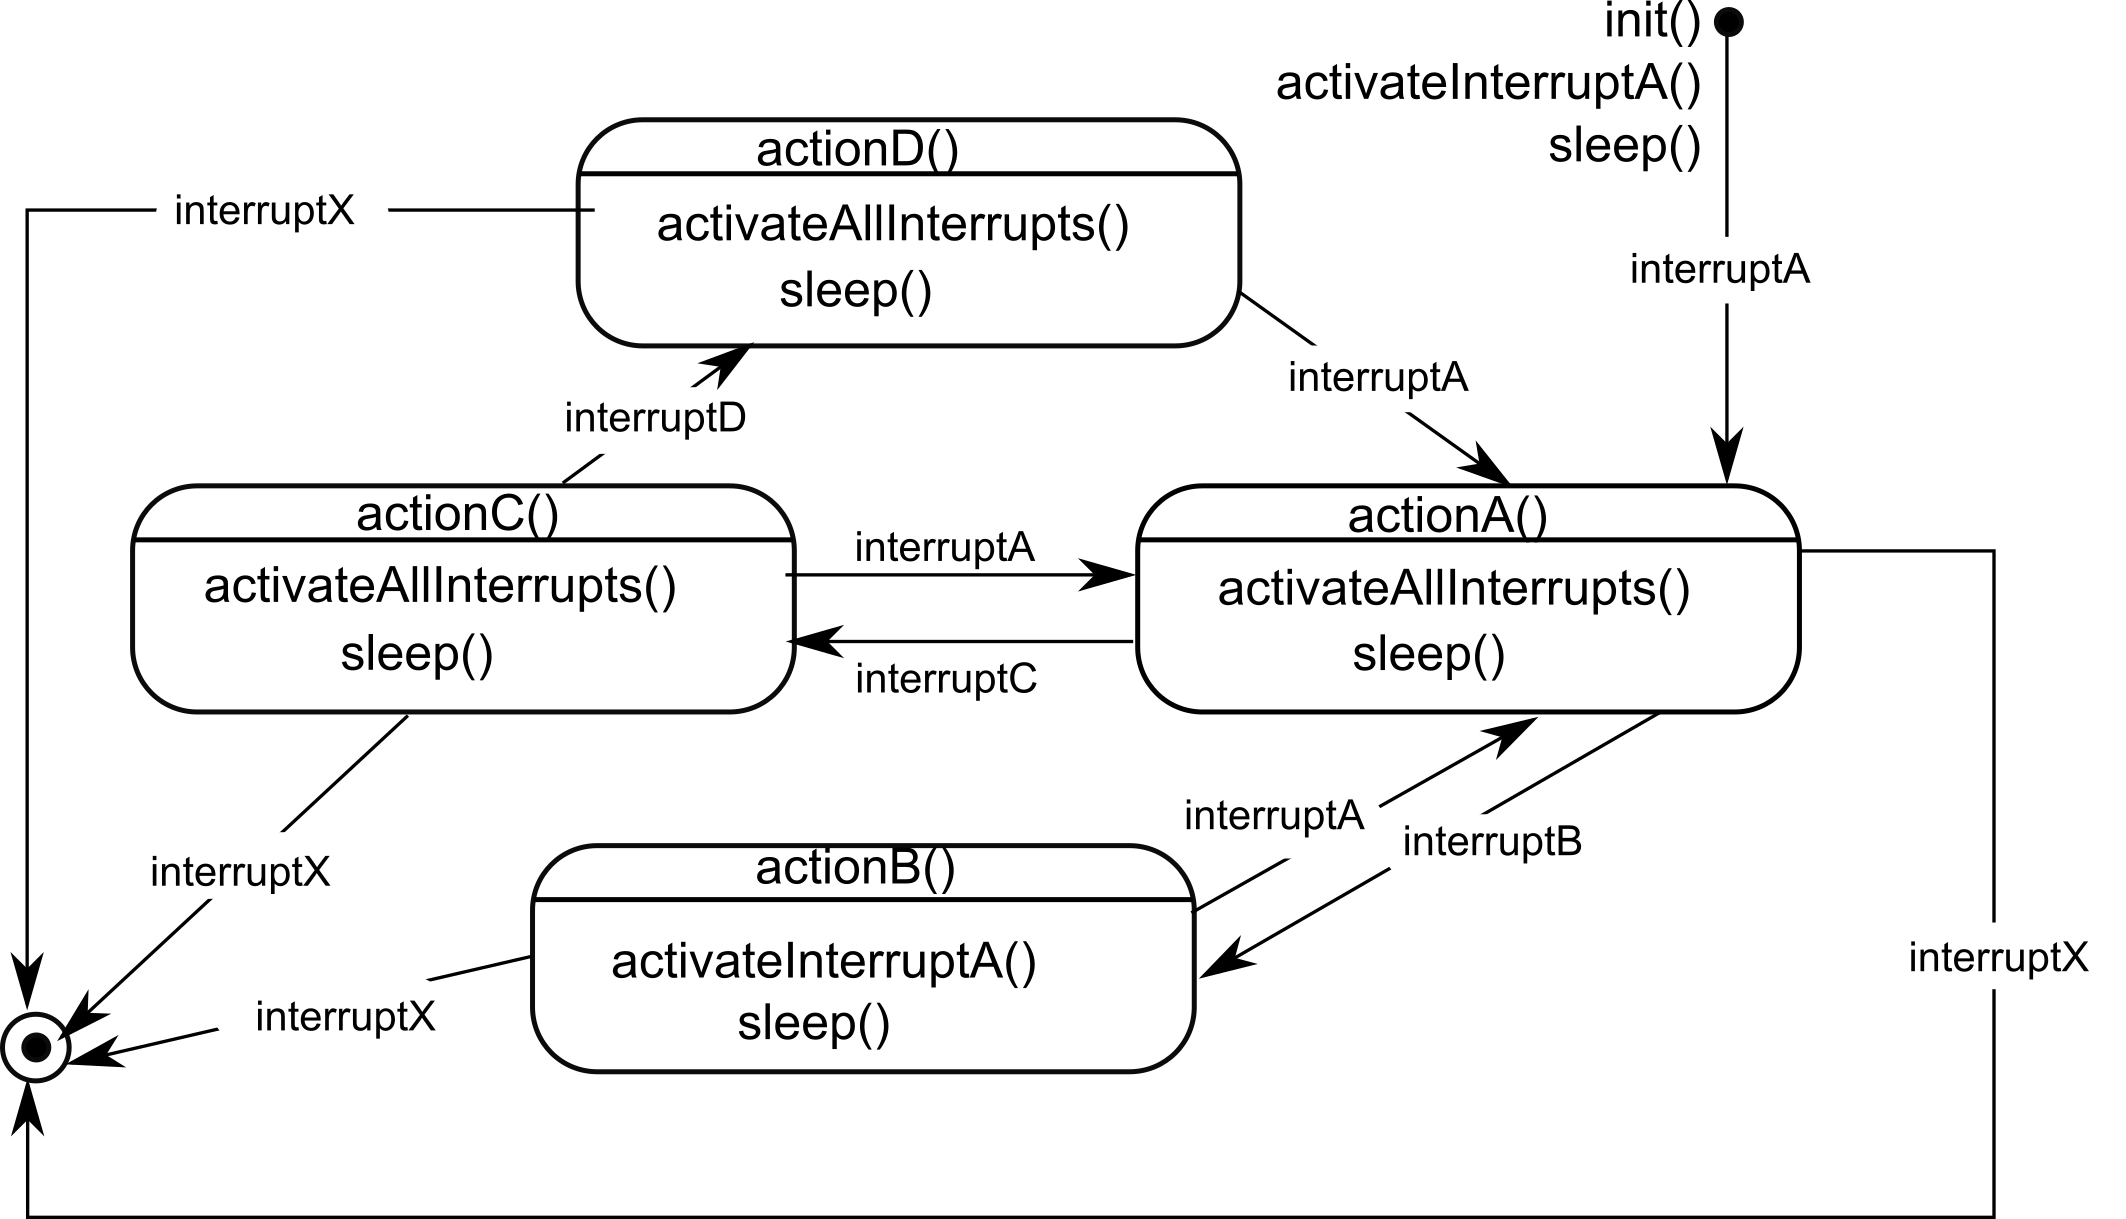 init()
activateInterruptA()
sleep()
actionD()
interruptX
activateAllInterrupts()
sleep()
interruptA
interruptA
interruptD
actionC()
actionA()
interruptA
activateAllInterrupts()
activateAllInterrupts()
sleep()
sleep()
interruptC
interruptA
interruptB
interruptX
actionB()
activateInterruptA()
interruptX
interruptX
sleep()